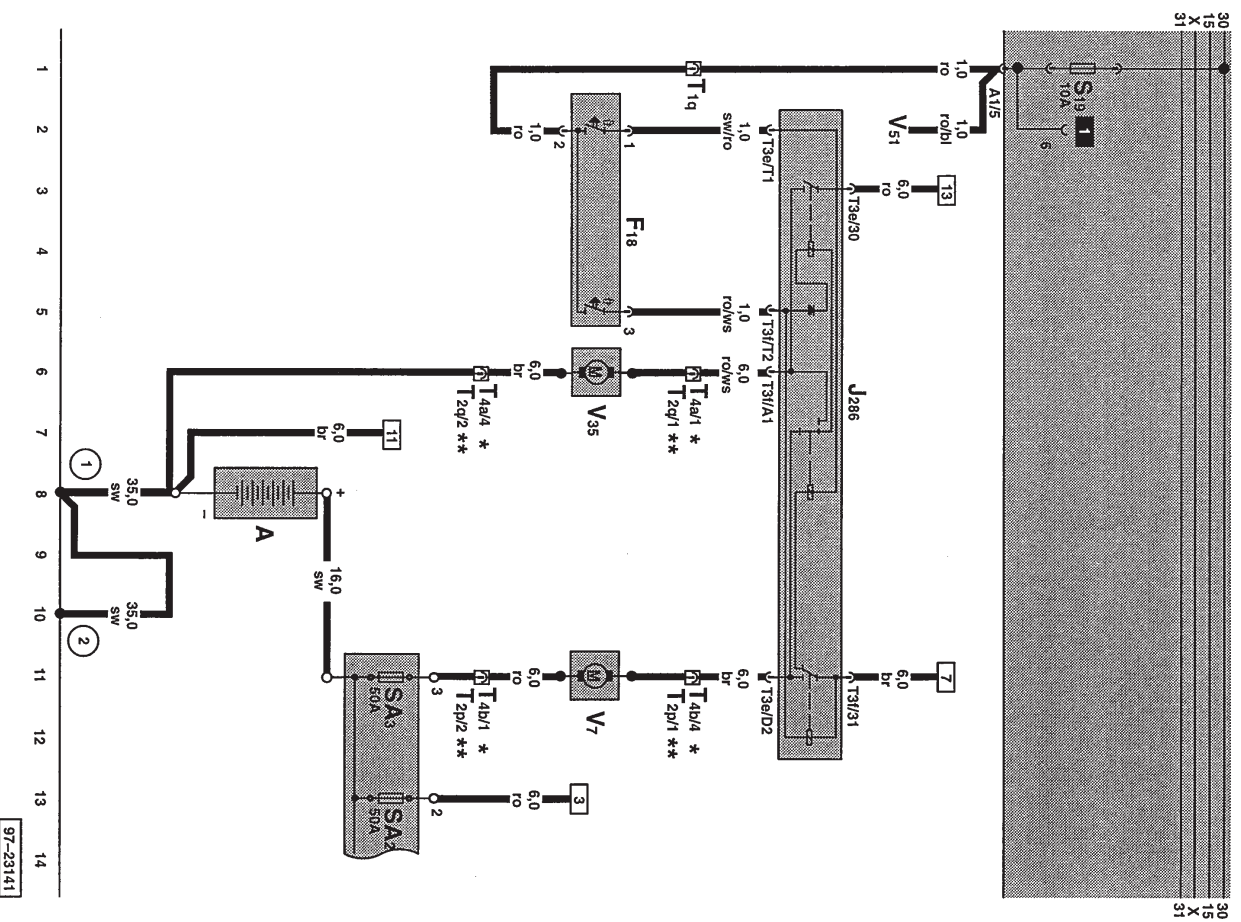 30
15
X
31
S19
10A
1
6
A1/5
1,0
ro
1,0
ro/bl
V51
13
6,0
ro
T3e/30
7
6,0
br
T3f/31
J286
T3e/T1
T3f/T2
T3f/A1
T3e/D2
1,0
sw/ro
1,0
ro/ws
6,0
ro/ws
6,0
br
T1q
T4a/1 *
T2q/1 **
T4b/4 *
T2p/1 **
1
3
F18
2
M
V35
M
V7
1,0
ro
6,0
br
6,0
ro
3
6,0
ro
T4a/4 *
T2q/2 **
T4b/1 *
T2p/2 **
11
6,0
br
3
2
SA3
50A
SA2
50A
+
A
−
16,0
sw
35,0
sw
35,0
sw
1
2
1 2 3 4 5 6 7 8 9 10 11 12 13 14
97–23141
30
15
X
31